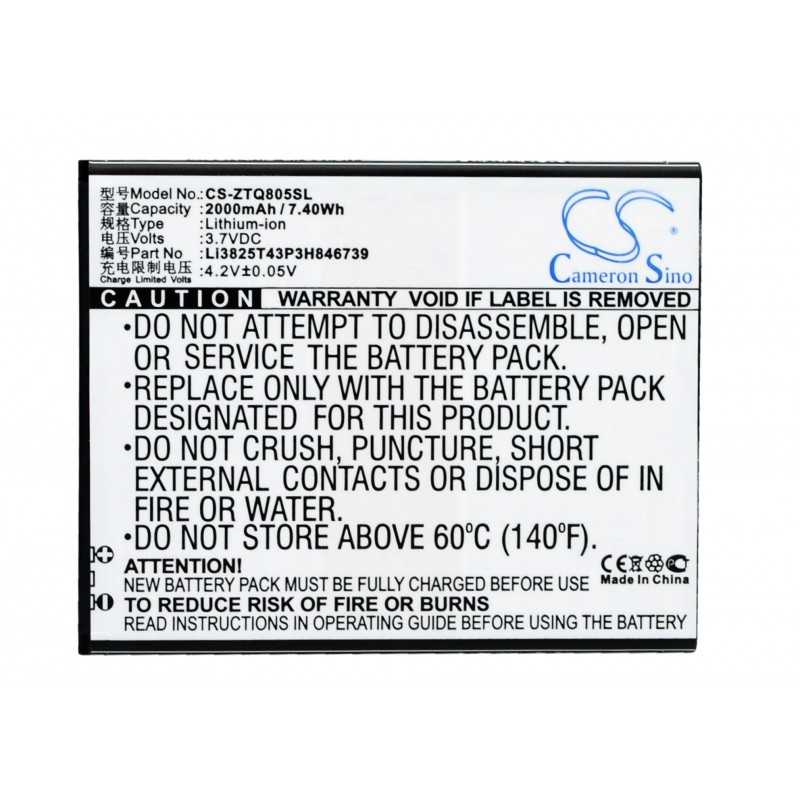 CS
Cameron Sino
型号Model No.:CS-ZTQ805SL
容量Capacity :2000mAh / 7.40Wh
类型Type :Lithium-ion
电压Volts :3.7VDC
编号Part No. :Li3825T43P3H846739
充电限制电压 :4.2V±0.05V
Charge Limited Voltage
CAUTION WARRANTY VOID IF LABEL IS REMOVED
•DO NOT ATTEMPT TO DISASSEMBLE, OPEN
OR SERVICE THE BATTERY PACK.
•REPLACE ONLY WITH THE BATTERY PACK
DESIGNATED FOR THIS PRODUCT.
•DO NOT CRUSH, PUNCTURE, SHORT
EXTERNAL CONTACTS OR DISPOSE OF IN
FIRE OR WATER.
•DO NOT STORE ABOVE 60⁰C (140⁰F).
ATTENTION!
NEW BATTERY PACK MUST BE FULLY CHARGED BEFORE USE
TO REDUCE RISK OF FIRE OR BURNS
READ INSTRUCTIONS IN OPERATING GUIDE BEFORE USING THE BATTERY
CE
Made In China